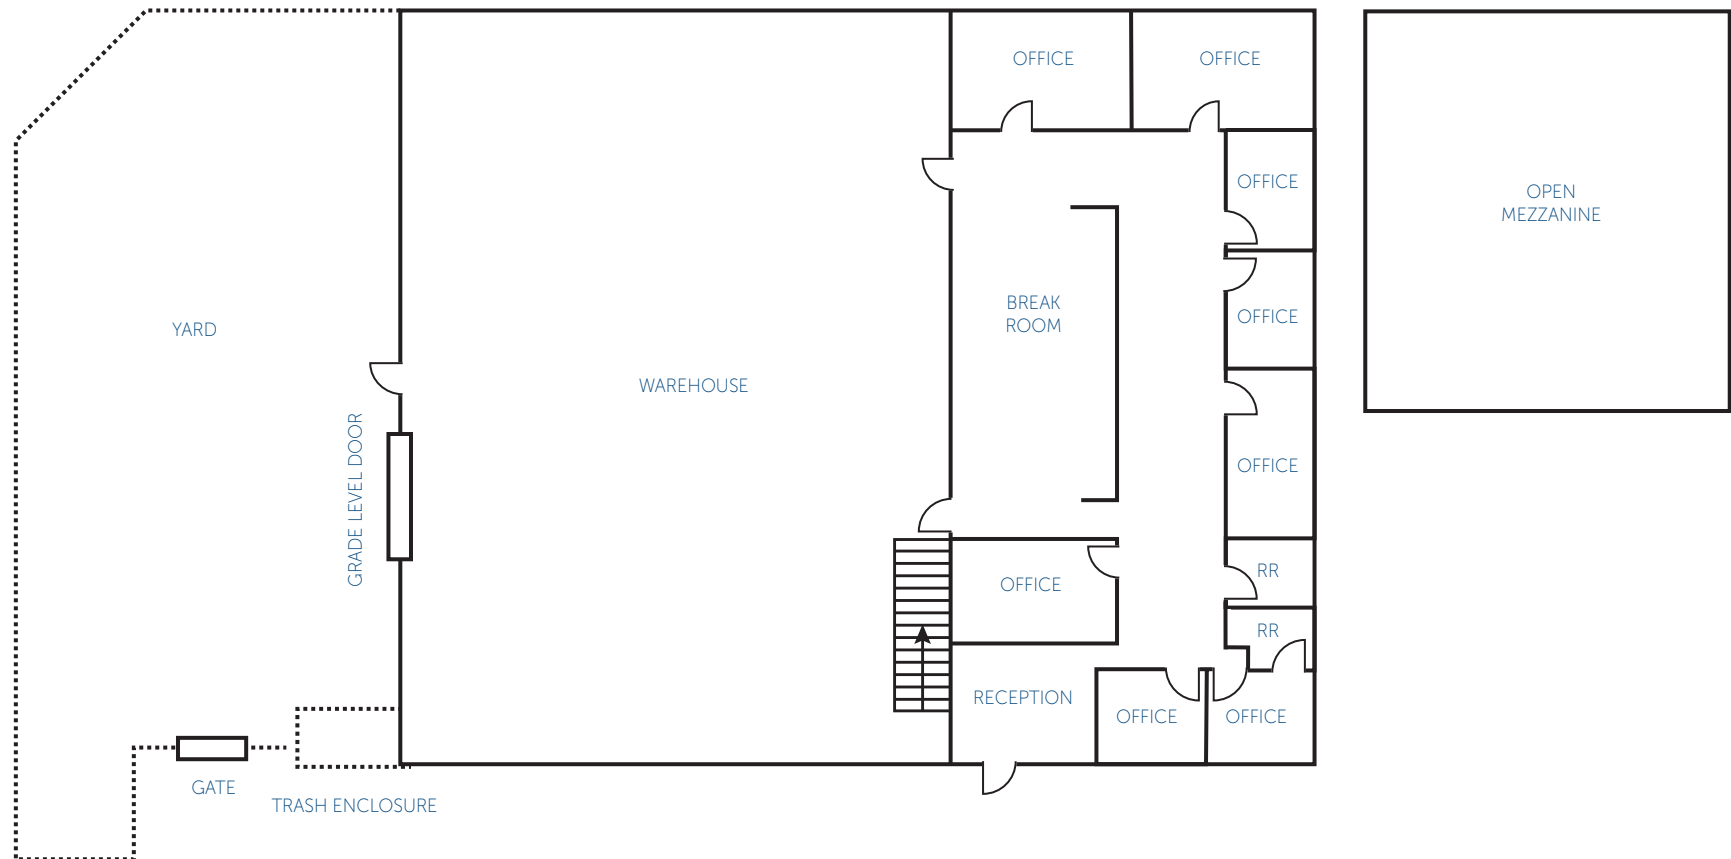 OFFICE
OFFICE
OFFICE
OPEN
MEZZANINE
BREAK
ROOM
OFFICE
YARD
WAREHOUSE
GRADE LEVEL DOOR
OFFICE
RR
OFFICE
RR
RECEPTION
OFFICE
OFFICE
GATE
TRASH ENCLOSURE